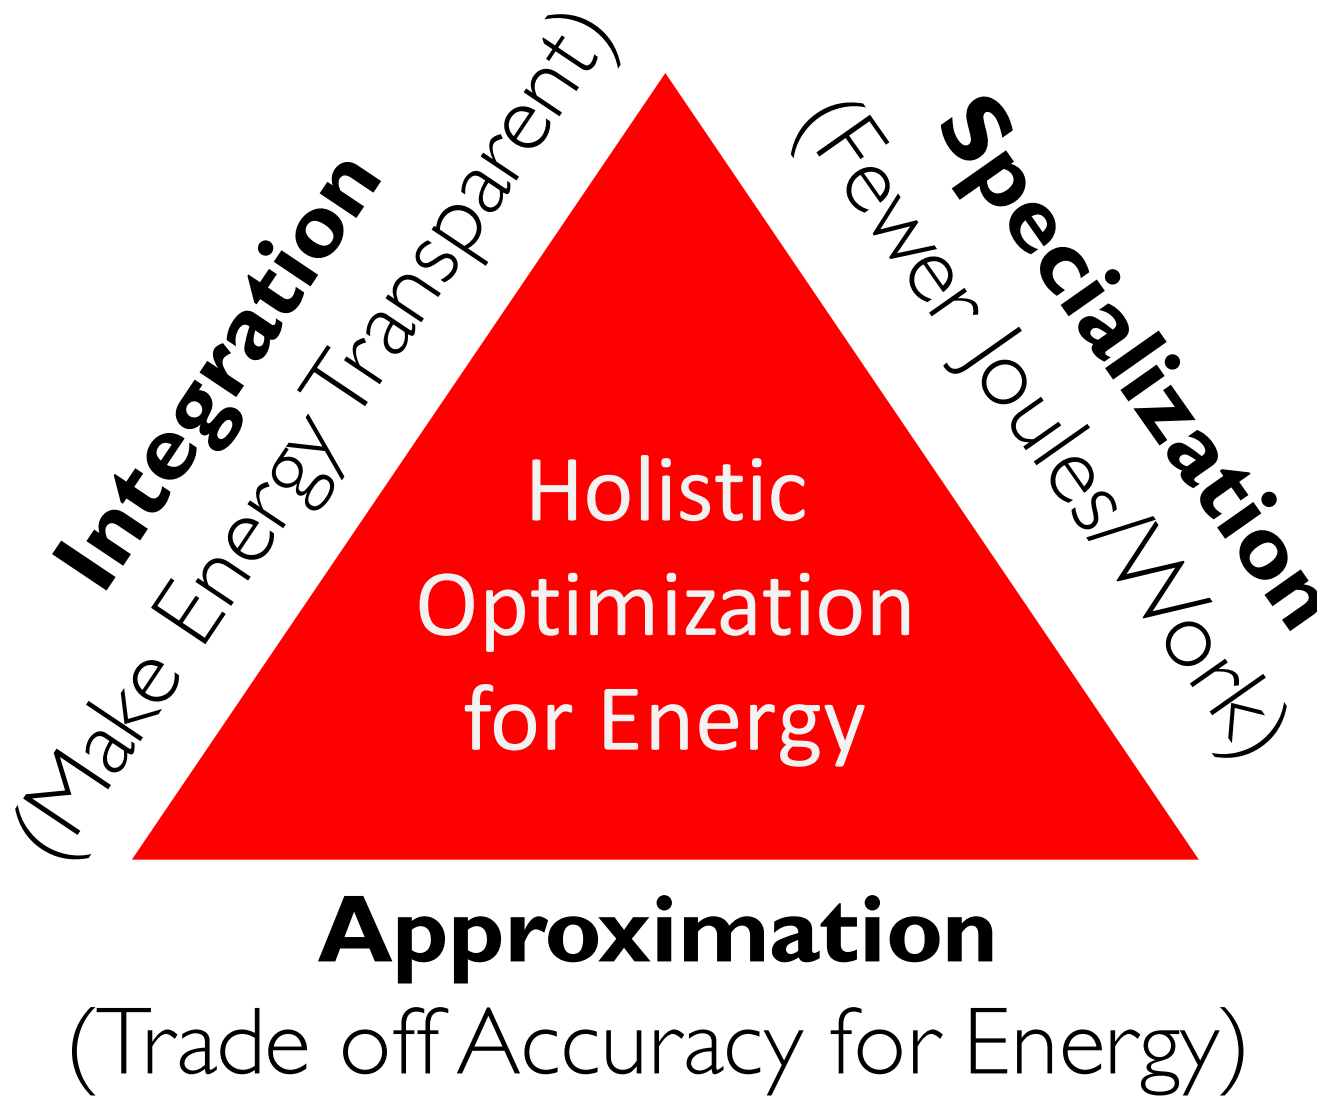 Integration
(Make Energy Transparent)
Specialization
(Fewer Joules/Work)
Holistic
Optimization
for Energy
Approximation
(Trade off Accuracy for Energy)